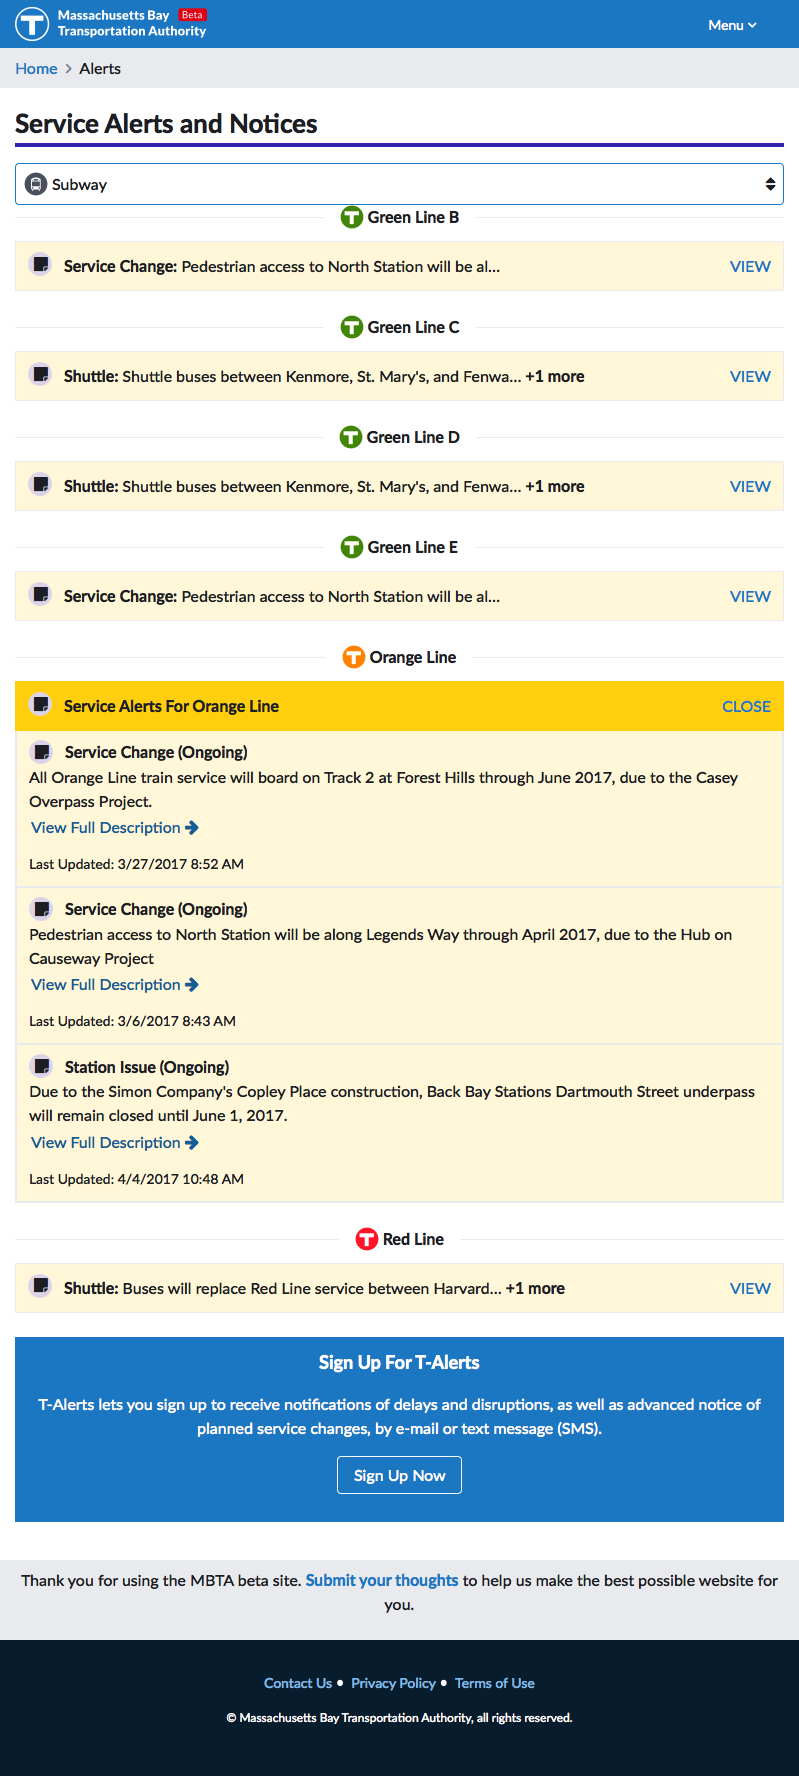 Massachusetts Bay Beta
Transportation Authority
Menu
Home > Alerts
Service Alerts and Notices
Subway
T Green Line B
Service Change: Pedestrian access to North Station will be al... VIEW
T Green Line C
Shuttle: Shuttle buses between Kenmore, St. Mary's, and Fenwa... +1 more VIEW
T Green Line D
Shuttle: Shuttle buses between Kenmore, St. Mary's, and Fenwa... +1 more VIEW
T Green Line E
Service Change: Pedestrian access to North Station will be al... VIEW
T Orange Line
Service Alerts For Orange Line CLOSE
Service Change (Ongoing)
All Orange Line train service will board on Track 2 at Forest Hills through June 2017, due to the Casey
Overpass Project.
View Full Description
Last Updated: 3/27/2017 8:52 AM
Service Change (Ongoing)
Pedestrian access to North Station will be along Legends Way through April 2017, due to the Hub on
Causeway Project
View Full Description
Last Updated: 3/6/2017 8:43 AM
Station Issue (Ongoing)
Due to the Simon Company's Copley Place construction, Back Bay Stations Dartmouth Street underpass
will remain closed until June 1, 2017.
View Full Description
Last Updated: 4/4/2017 10:48 AM
T Red Line
Shuttle: Buses will replace Red Line service between Harvard... +1 more VIEW
Sign Up For T-Alerts
T-Alerts lets you sign up to receive notifications of delays and disruptions, as well as advanced notice of
planned service changes, by e-mail or text message (SMS).
Sign Up Now
Thank you for using the MBTA beta site. Submit your thoughts to help us make the best possible website for
you.
Contact Us • Privacy Policy • Terms of Use
© Massachusetts Bay Transportation Authority, all rights reserved.